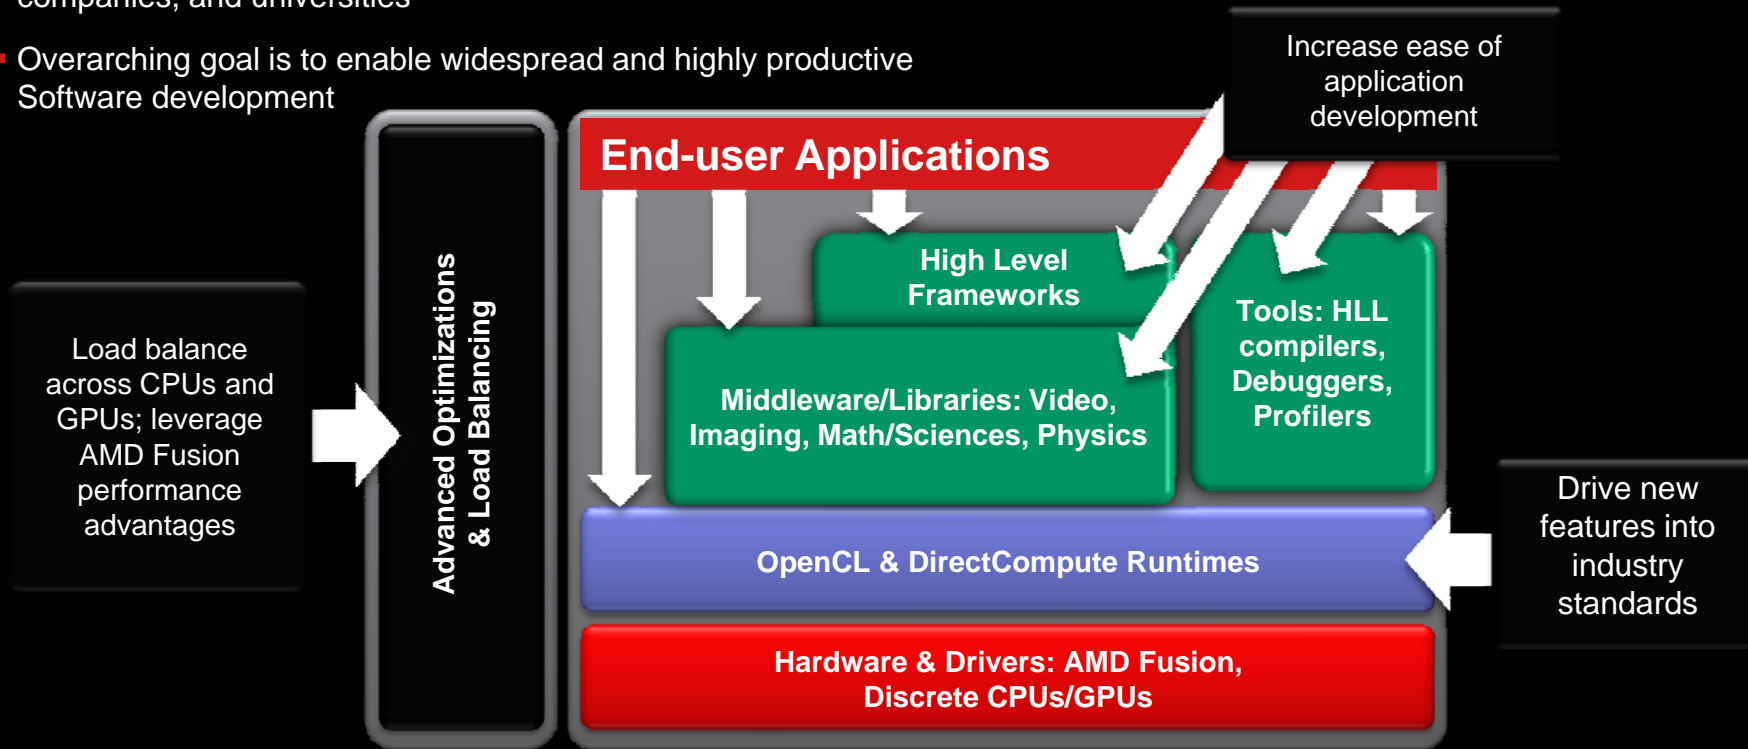 companies, and universities
Overarching goal is to enable widespread and highly productive
Software development
Increase ease of
application
development
End-user Applications
High Level
Frameworks
Tools: HLL
compilers,
Debuggers,
Profilers
Middleware/Libraries: Video,
Imaging, Math/Sciences, Physics
Advanced Optimizations
& Load Balancing
Load balance
across CPUs and
GPUs; leverage
AMD Fusion
performance
advantages
OpenCL & DirectCompute Runtimes
Drive new
features into
industry
standards
Hardware & Drivers: AMD Fusion,
Discrete CPUs/GPUs